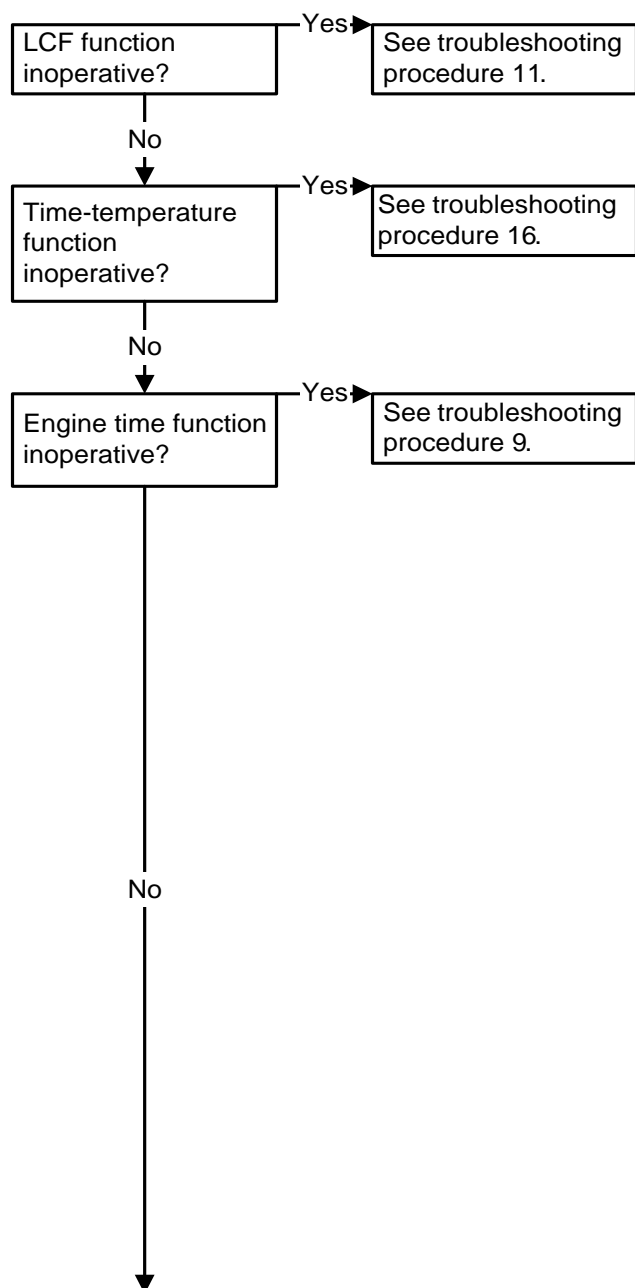 LCF function
inoperative?
Yes
See troubleshooting
procedure 11.
No
Time-temperature
function
inoperative?
Yes
See troubleshooting
procedure 16.
No
Engine time function
inoperative?
Yes
See troubleshooting
procedure 9.
No